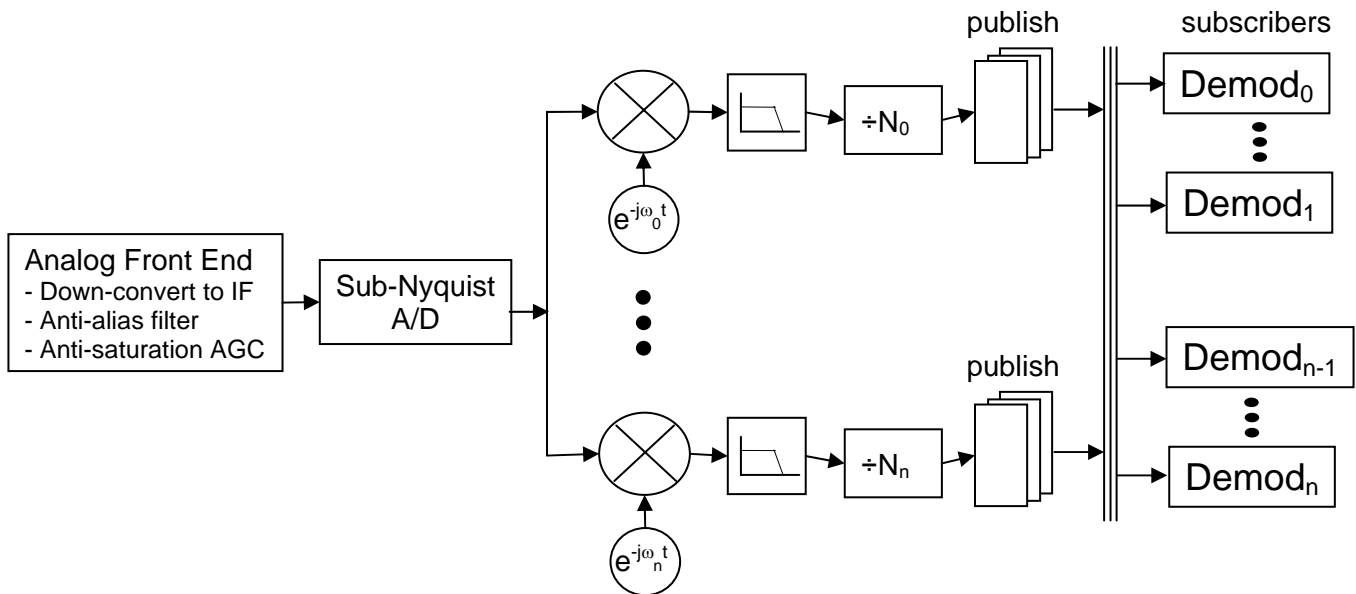 publish
subscribers
Demod₀
÷N₀
e^-jω₀t
Demod₁
Analog Front End
- Down-convert to IF
- Anti-alias filter
- Anti-saturation AGC
Sub-Nyquist
A/D
publish
Demodₙ₋₁
÷Nₙ
Demodₙ
e^-jωₙt